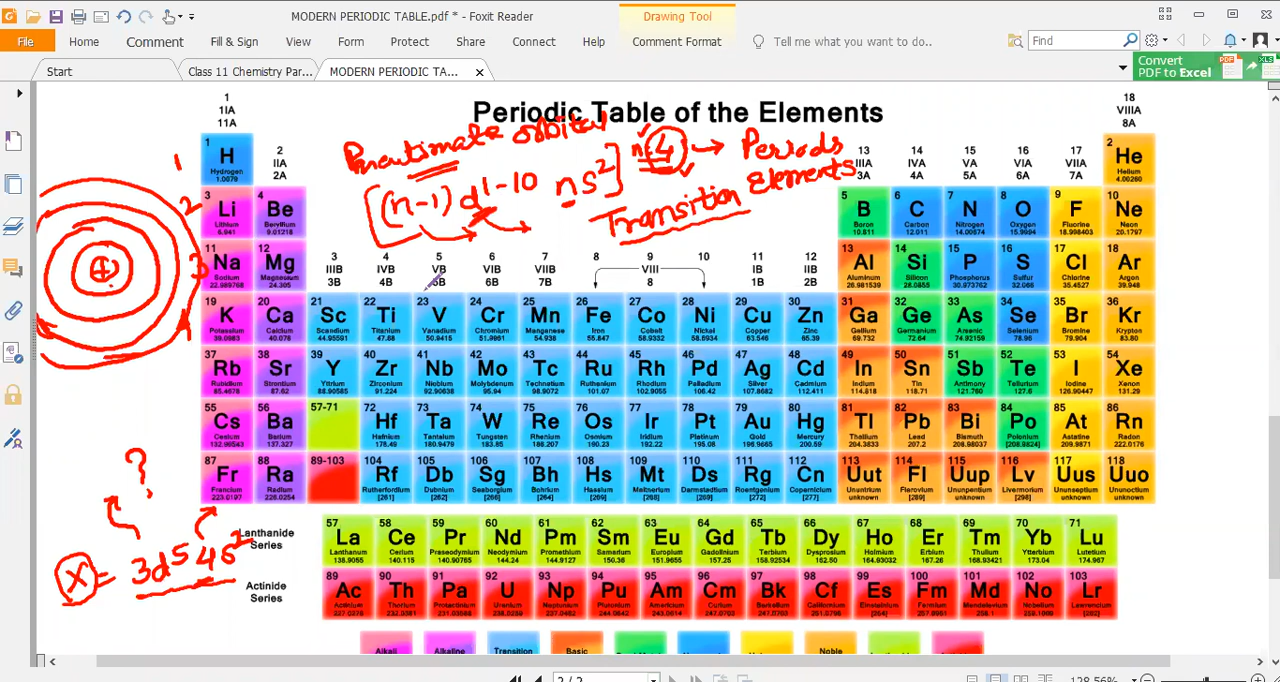 MODERN PERIODIC TABLE.pdf * - Foxit Reader
Drawing Tool
File Home Comment Fill & Sign View Form Protect Share Connect Help Comment Format Tell me what you want to do.. Find
Start Class 11 Chemistry Par... MODERN PERIODIC TA...
Convert
PDF to Excel
Periodic Table of the Elements
Penultimate orbital
[(n-1) d1-10 ns2]
n=4 → Periods
Transition Elements
1 IIA 11A
2 IIA 2A
3 IIIB 3B
4 IVB 4B
5 VB 5B
6 VIB 6B
7 VIIB 7B
8 9 10
VIII
8
11 IB 1B
12 IIB 2B
13 IIIA 3A
14 IVA 4A
15 VA 5A
16 VIA 6A
17 VIIA 7A
18 VIIIA 8A
1
2
3
4
1 H Hydrogen 1.0079
2 He Helium 4.00260
3 Li Lithium 6.941
4 Be Beryllium 9.01218
5 B Boron 10.811
6 C Carbon 12.011
7 N Nitrogen 14.00674
8 O Oxygen 15.9994
9 F Fluorine 18.998403
10 Ne Neon 20.1797
11 Na Sodium 22.989768
12 Mg Magnesium 24.305
13 Al Aluminum 26.981539
14 Si Silicon 28.0855
15 P Phosphorus 30.973762
16 S Sulfur 32.066
17 Cl Chlorine 35.4527
18 Ar Argon 39.948
19 K Potassium 39.0983
20 Ca Calcium 40.078
21 Sc Scandium 44.95591
22 Ti Titanium 47.88
23 V Vanadium 50.9415
24 Cr Chromium 51.9961
25 Mn Manganese 54.938
26 Fe Iron 55.847
27 Co Cobalt 58.9332
28 Ni Nickel 58.6934
29 Cu Copper 63.546
30 Zn Zinc 65.39
31 Ga Gallium 69.732
32 Ge Germanium 72.64
33 As Arsenic 74.92159
34 Se Selenium 78.96
35 Br Bromine 79.904
36 Kr Krypton 83.80
37 Rb Rubidium 85.4678
38 Sr Strontium 87.62
39 Y Yttrium 88.90585
40 Zr Zirconium 91.224
41 Nb Niobium 92.90638
42 Mo Molybdenum 95.94
43 Tc Technetium 98.9072
44 Ru Ruthenium 101.07
45 Rh Rhodium 102.9055
46 Pd Palladium 106.42
47 Ag Silver 107.8682
48 Cd Cadmium 112.411
49 In Indium 114.818
50 Sn Tin 118.71
51 Sb Antimony 121.760
52 Te Tellurium 127.6
53 I Iodine 126.90447
54 Xe Xenon 131.29
55 Cs Cesium 132.90543
56 Ba Barium 137.327
57-71
72 Hf Hafnium 178.49
73 Ta Tantalum 180.9479
74 W Tungsten 183.85
75 Re Rhenium 186.207
76 Os Osmium 190.23
77 Ir Iridium 192.22
78 Pt Platinum 195.08
79 Au Gold 196.9665
80 Hg Mercury 200.59
81 Tl Thallium 204.3833
82 Pb Lead 207.2
83 Bi Bismuth 208.98037
84 Po Polonium [208.9824]
85 At Astatine 209.9871
86 Rn Radon 222.0176
87 Fr Francium 223.0197
88 Ra Radium 226.0254
89-103
104 Rf Rutherfordium [261]
105 Db Dubnium [262]
106 Sg Seaborgium [266]
107 Bh Bohrium [264]
108 Hs Hassium [269]
109 Mt Meitnerium [268]
110 Ds Darmstadtium [269]
111 Rg Roentgenium [272]
112 Cn Copernicium [277]
113 Uut Ununtrium unknown
114 Fl Flerovium [289]
115 Uup Ununpentium unknown
116 Lv Livermorium [298]
117 Uus Ununseptium unknown
118 Uuo Ununoctium unknown
?
X = 3d5 4s2
Lanthanide Series
57 La Lanthanum 138.9055
58 Ce Cerium 140.115
59 Pr Praseodymium 140.90765
60 Nd Neodymium 144.24
61 Pm Promethium 144.9127
62 Sm Samarium 150.36
63 Eu Europium 151.9655
64 Gd Gadolinium 157.25
65 Tb Terbium 158.92534
66 Dy Dysprosium 162.50
67 Ho Holmium 164.93032
68 Er Erbium 167.26
69 Tm Thulium 168.93421
70 Yb Ytterbium 173.04
71 Lu Lutetium 174.967
Actinide Series
89 Ac Actinium 227.0278
90 Th Thorium 232.0381
91 Pa Protactinium 231.03588
92 U Uranium 238.0289
93 Np Neptunium 237.0482
94 Pu Plutonium 244.0642
95 Am Americium 243.0614
96 Cm Curium 247.0703
97 Bk Berkelium 247.0703
98 Cf Californium 251.0796
99 Es Einsteinium [254]
100 Fm Fermium 257.0951
101 Md Mendelevium 258.1
102 No Nobelium 259.1009
103 Lr Lawrencium [262]
Alkali Alkaline Transition Basic Noble
2 / 2
128.56%